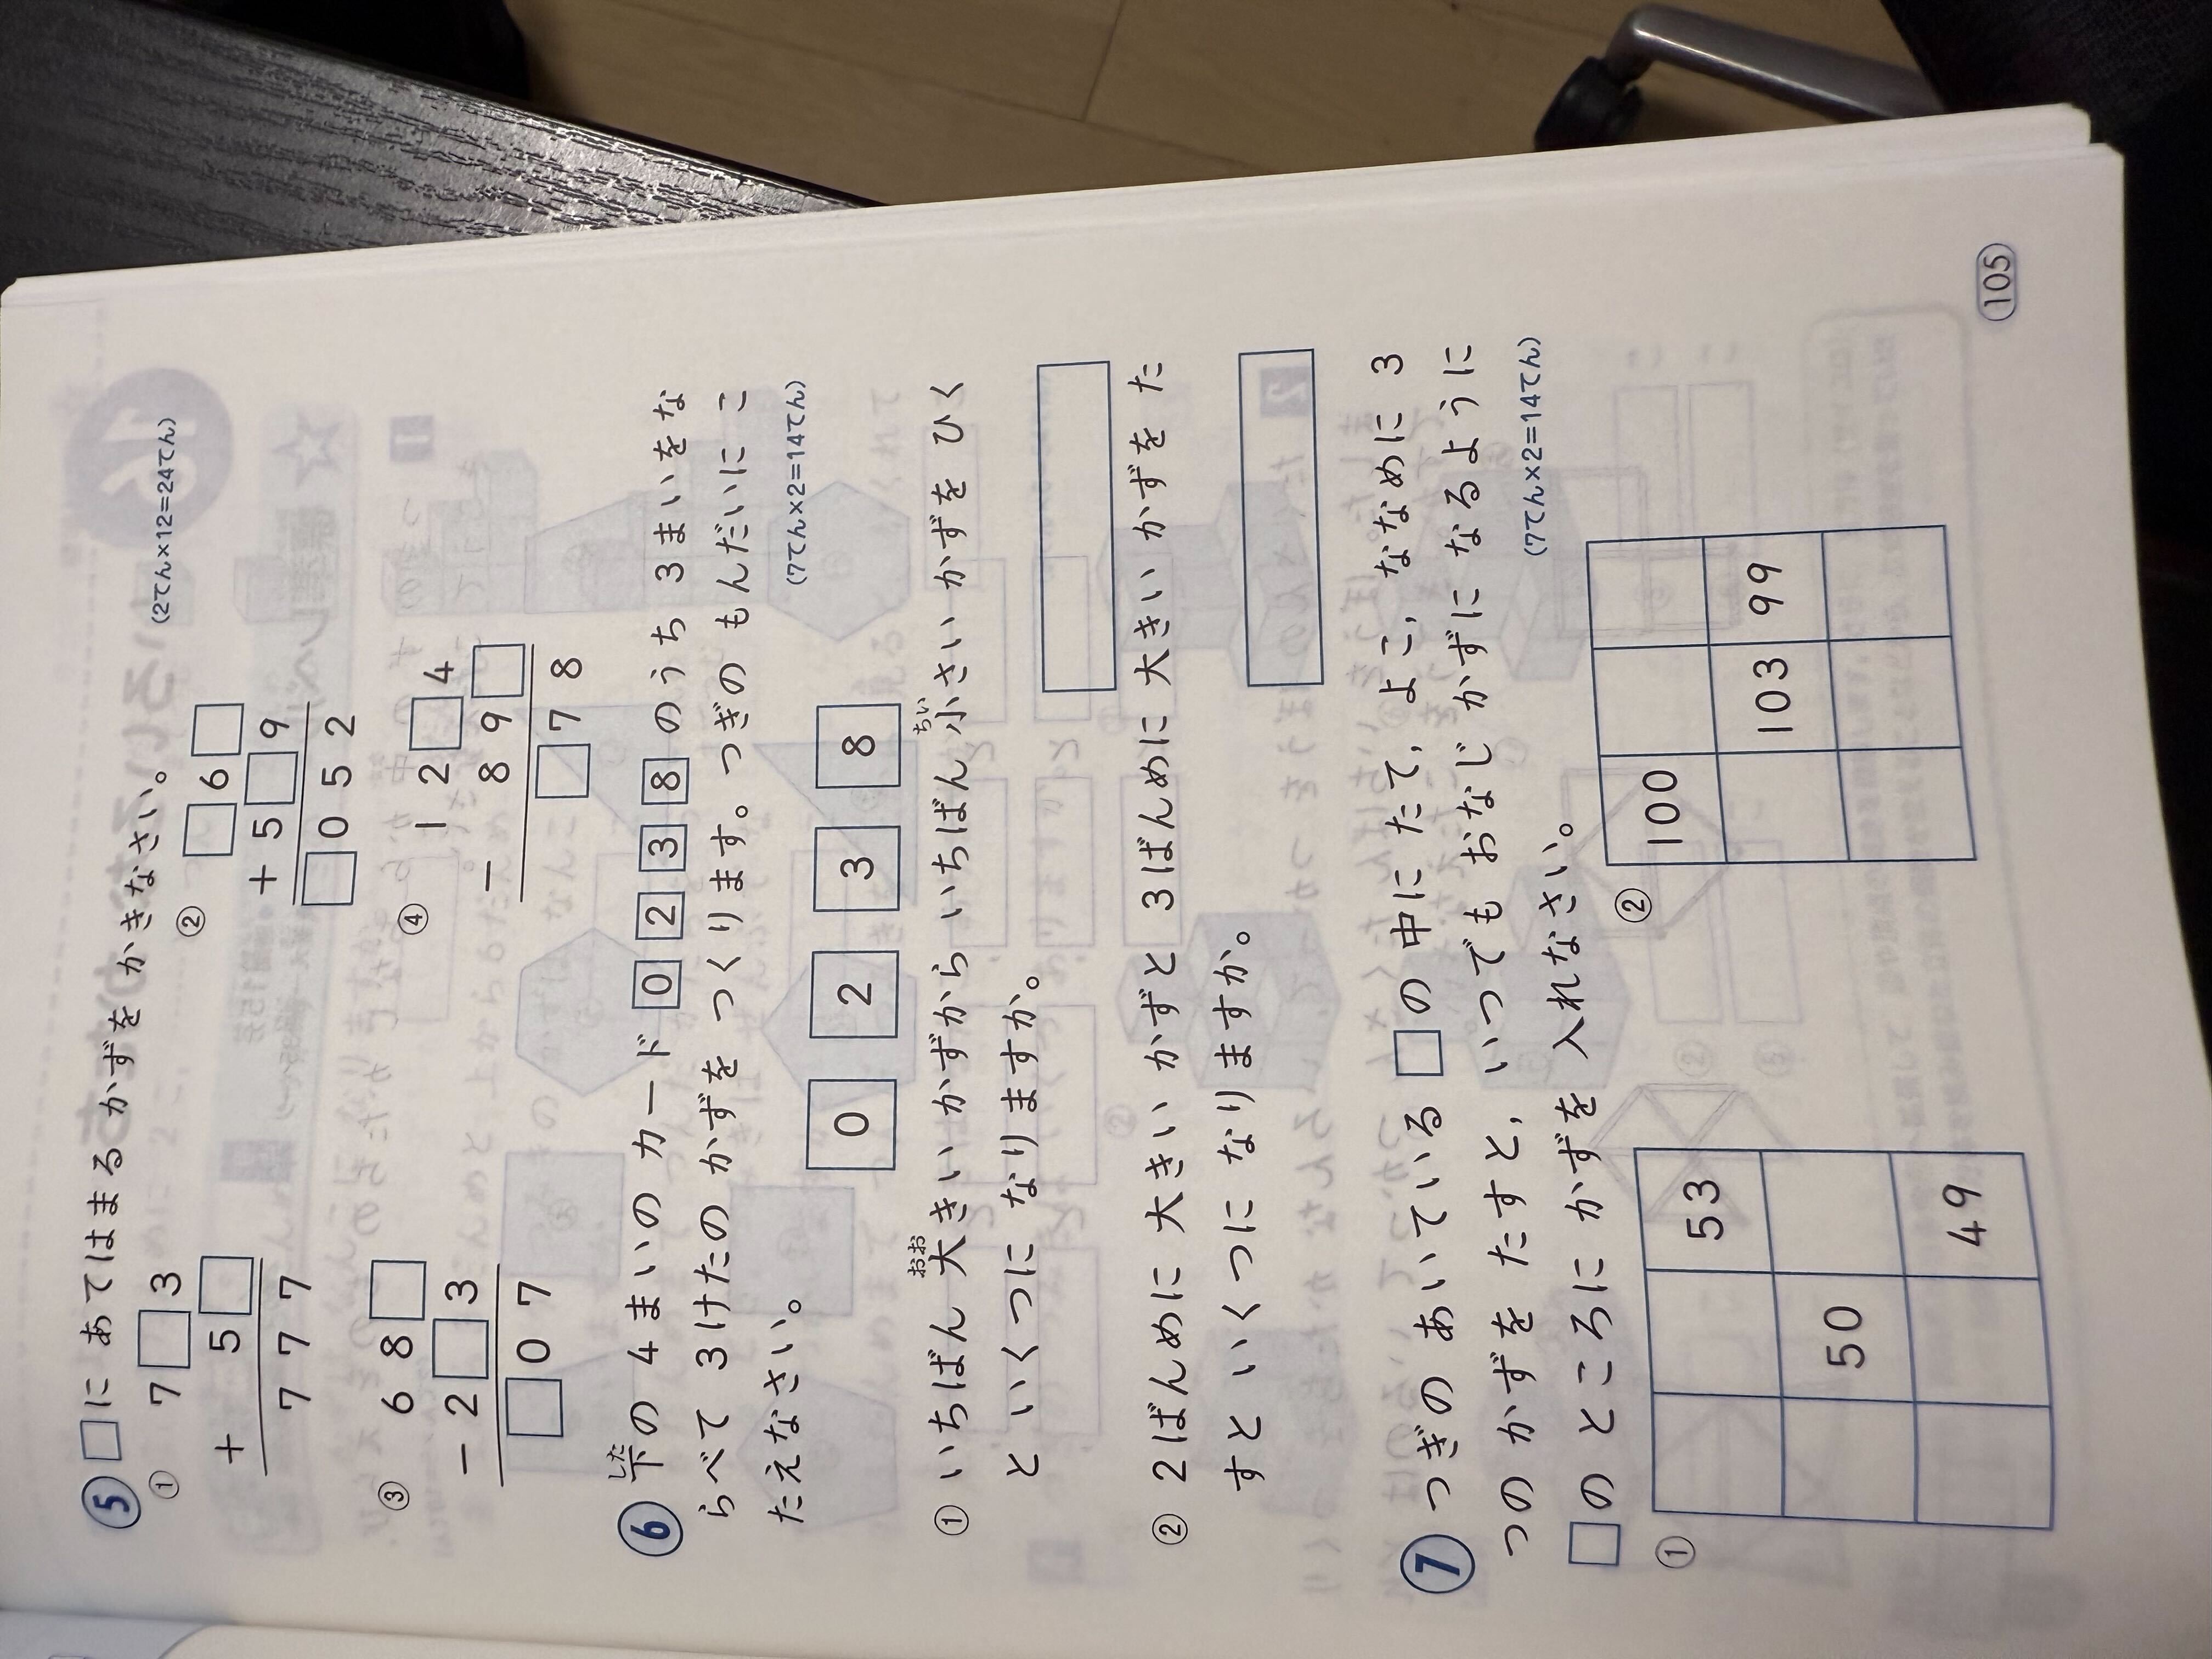 ⑤ □に あてはまる かずを かきなさい。
(2てん×12=24てん)
① 7□3
+ 5□
777
② □6□
+5□9
□052
③ 68□
-2□3
□07
④ 12□4
- 89□
□78
⑥ 下の 4まいの カード 0 2 3 8 のうち 3まいを な
した
らべて 3けたの かずを つくります。つぎの もんだいに こ
たえなさい。
(7てん×2=14てん)
0 2 3 8
① いちばん 大きい かずから いちばん 小さい かずを ひく
おお ちい
と いくつに なりますか。
② 2ばんめに 大きい かずと 3ばんめに 大きい かずを た
すと いくつに なりますか。
⑦ つぎの あいている □の 中に たて, よこ, ななめに 3
つの かずを たすと, いつでも おなじ かずに なるように
□の ところに かずを 入れなさい。
(7てん×2=14てん)
①
53
50
49
②
100
103 99
105